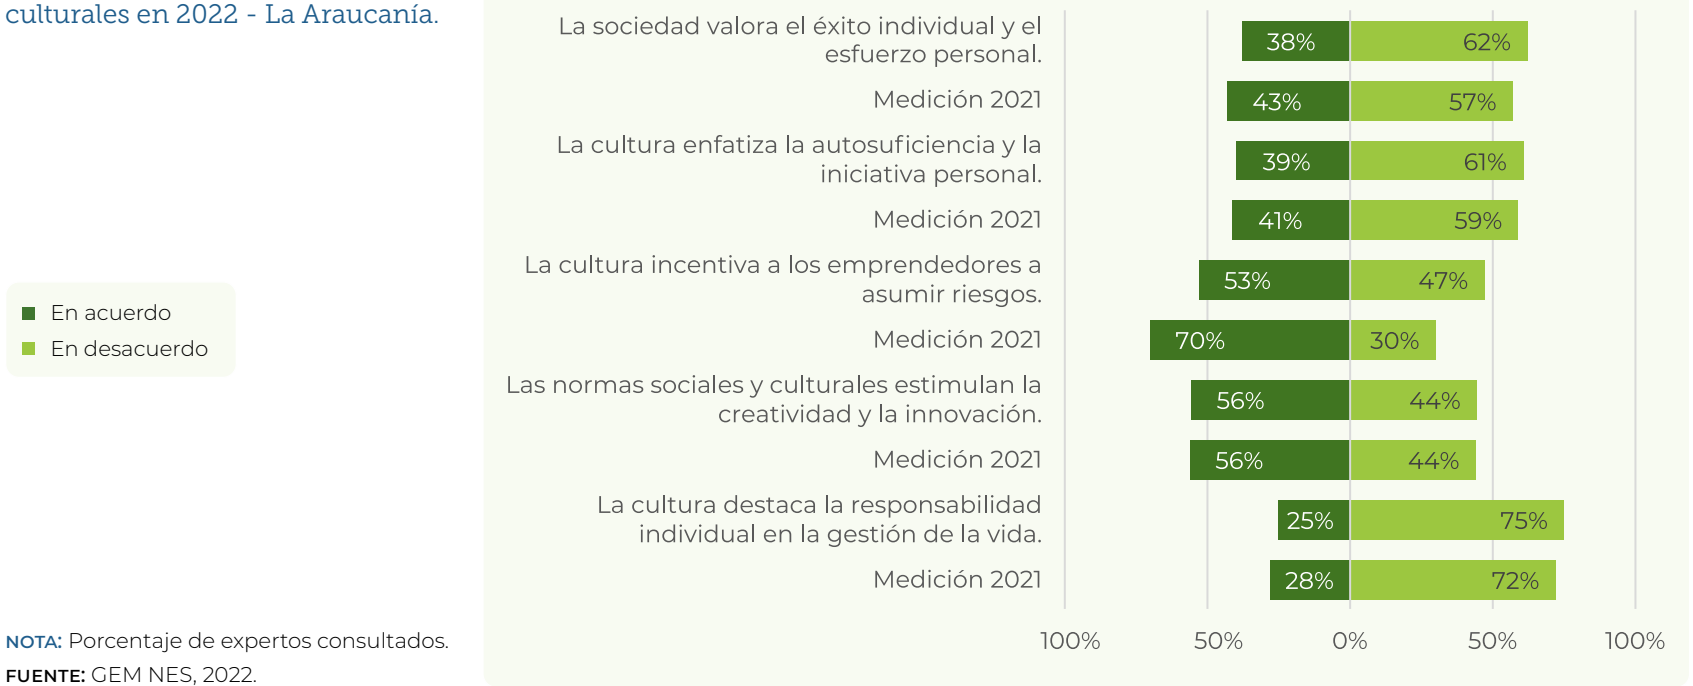 culturales en 2022 - La Araucanía.
En acuerdo
En desacuerdo
NOTA: Porcentaje de expertos consultados.
FUENTE: GEM NES, 2022.
La sociedad valora el éxito individual y el
esfuerzo personal.
38% 62%
Medición 2021 43% 57%
La cultura enfatiza la autosuficiencia y la
iniciativa personal.
39% 61%
Medición 2021 41% 59%
La cultura incentiva a los emprendedores a
asumir riesgos.
53% 47%
Medición 2021 70% 30%
Las normas sociales y culturales estimulan la
creatividad y la innovación.
56% 44%
Medición 2021 56% 44%
La cultura destaca la responsabilidad
individual en la gestión de la vida.
25% 75%
Medición 2021 28% 72%
100% 50% 0% 50% 100%